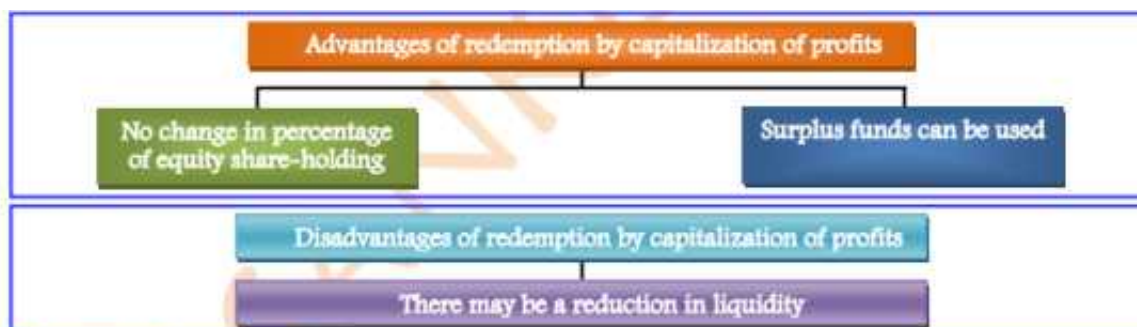 Advantages of redemption by capitalization of profits
No change in percentage
of equity share-holding
Surplus funds can be used
Disadvantages of redemption by capitalization of profits
There may be a reduction in liquidity